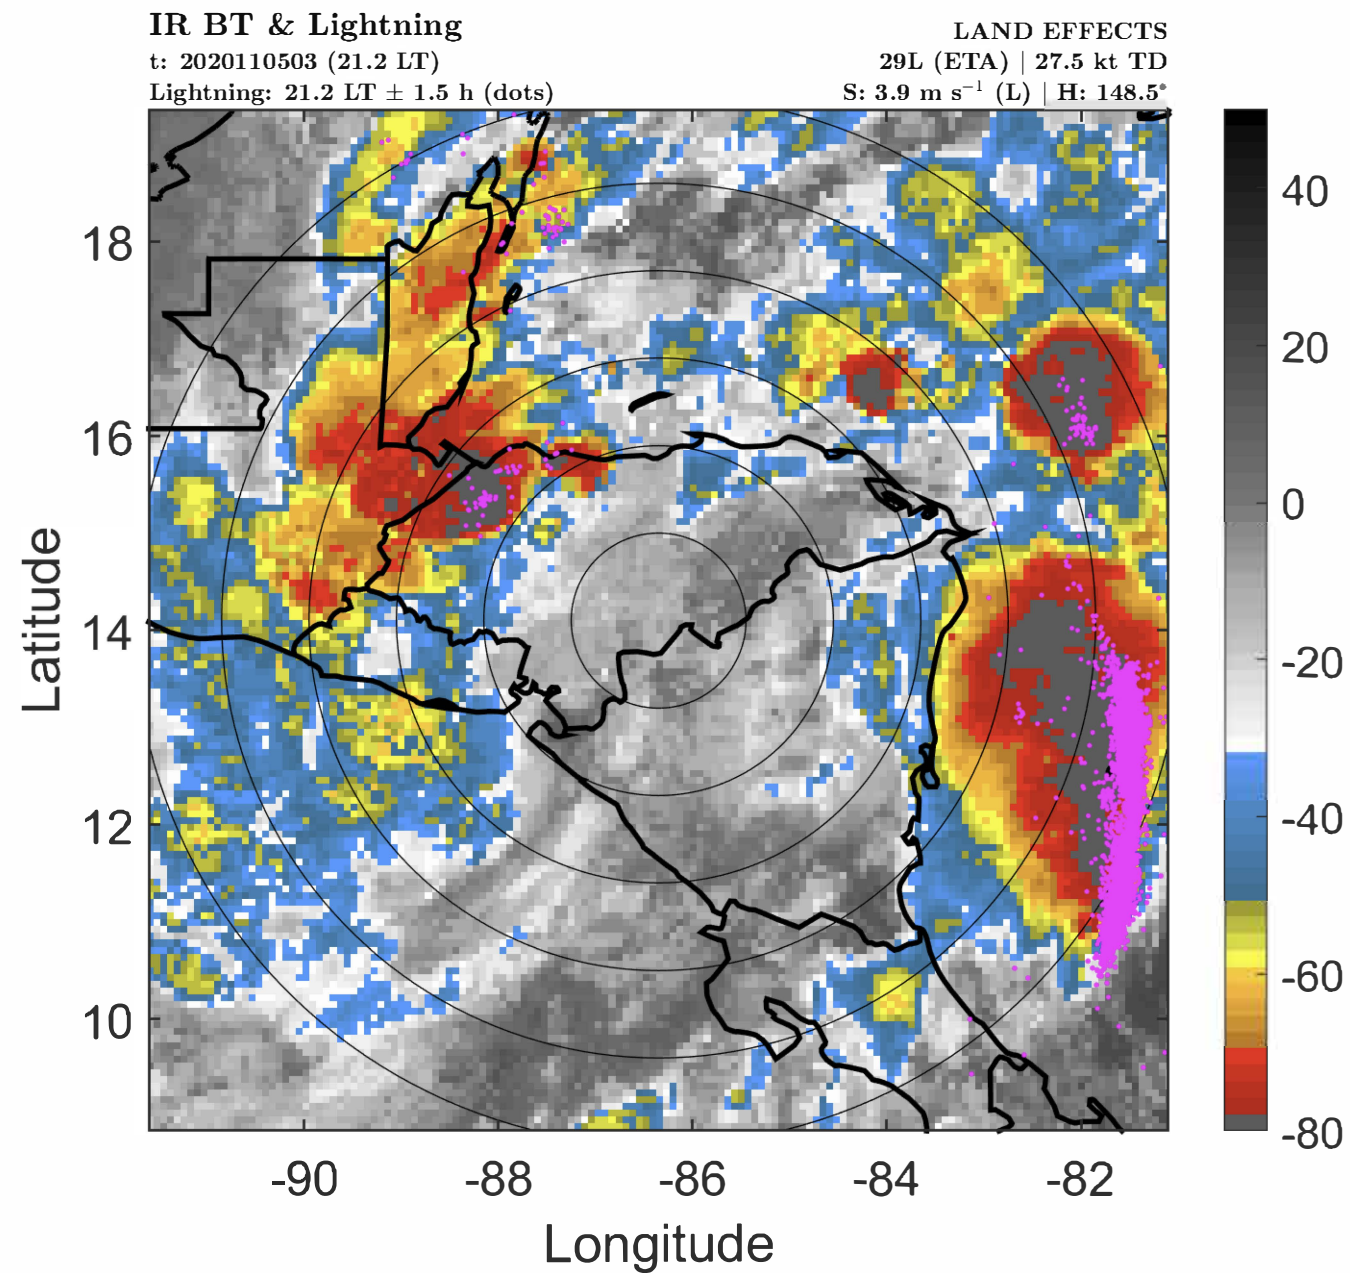 IR BT & Lightning
LAND EFFECTS
t: 2020110503 (21.2 LT)
29L (ETA) | 27.5 kt TD
Lightning: 21.2 LT ± 1.5 h (dots)
S: 3.9 m s⁻¹ (L) | H: 148.5°
40
20
0
-20
-40
-60
-80
18
16
14
12
10
Latitude
-90 -88 -86 -84 -82
Longitude